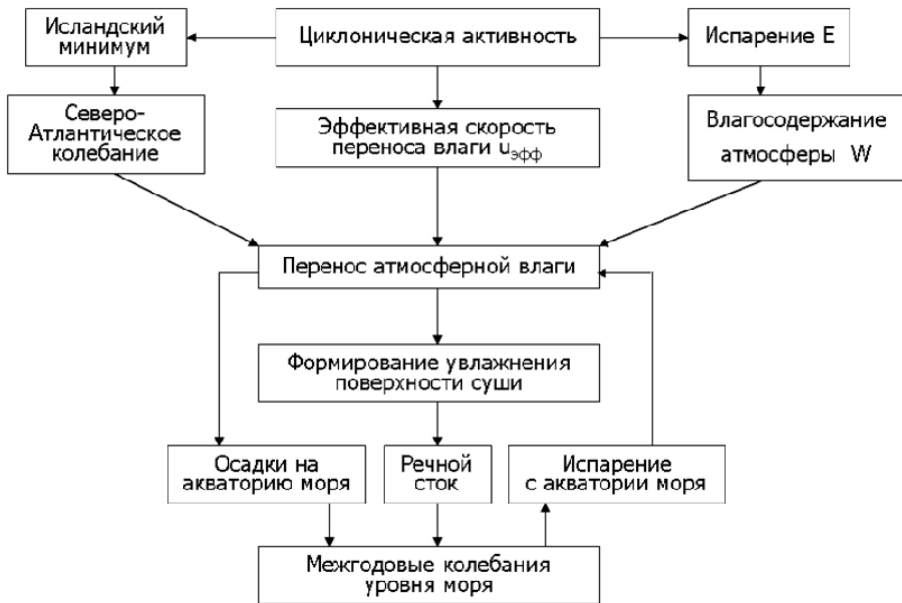 Исландский
минимум
Циклоническая активность
Испарение E
Северо-
Атлантическое
колебание
Эффективная скорость
переноса влаги uэфф
Влагосодержание
атмосферы W
Перенос атмосферной влаги
Формирование увлажнения
поверхности суши
Осадки на
акваторию моря
Речной
сток
Испарение
с акватории моря
Межгодовые колебания
уровня моря